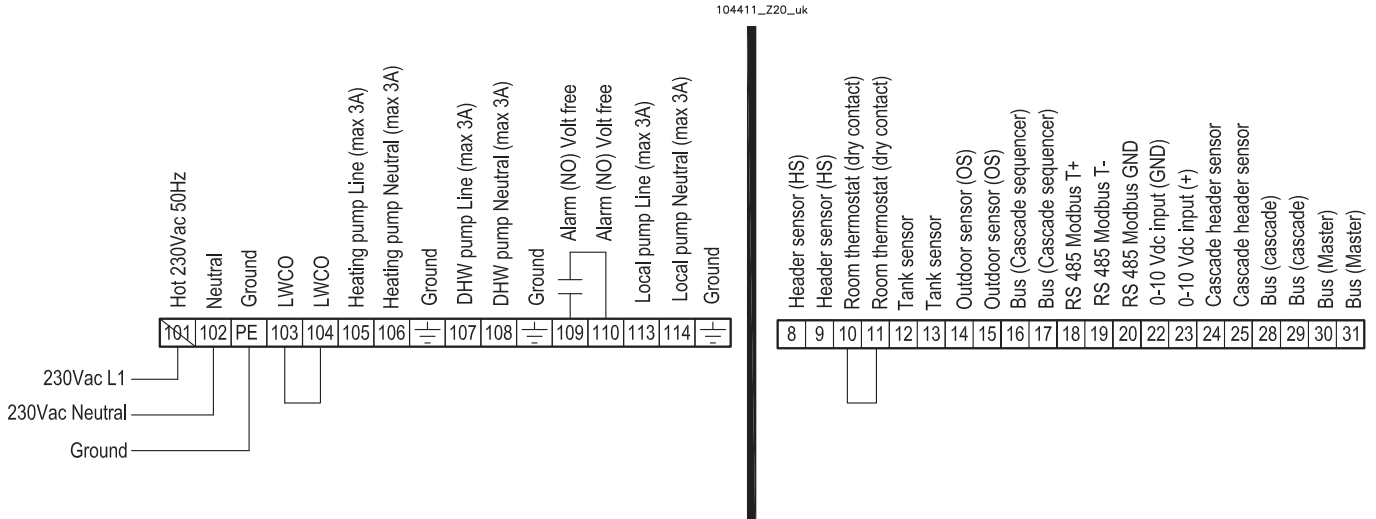 104411_Z20_uk
Hot 230Vac 50Hz
Neutral
Ground
LWCO
LWCO
Heating pump Line (max 3A)
Heating pump Neutral (max 3A)
Ground
DHW pump Line (max 3A)
DHW pump Neutral (max 3A)
Ground
Alarm (NO) Volt free
Alarm (NO) Volt free
Local pump Line (max 3A)
Local pump Neutral (max 3A)
Ground
101 102 PE 103 104 105 106 107 108 109 110 113 114
230Vac L1
230Vac Neutral
Ground
Header sensor (HS)
Header sensor (HS)
Room thermostat (dry contact)
Room thermostat (dry contact)
Tank sensor
Tank sensor
Outdoor sensor (OS)
Outdoor sensor (OS)
Bus (Cascade sequencer)
Bus (Cascade sequencer)
RS 485 Modbus T+
RS 485 Modbus T-
RS 485 Modbus GND
0-10 Vdc input (GND)
0-10 Vdc input (+)
Cascade header sensor
Cascade header sensor
Bus (cascade)
Bus (cascade)
Bus (Master)
Bus (Master)
8 9 10 11 12 13 14 15 16 17 18 19 20 22 23 24 25 28 29 30 31